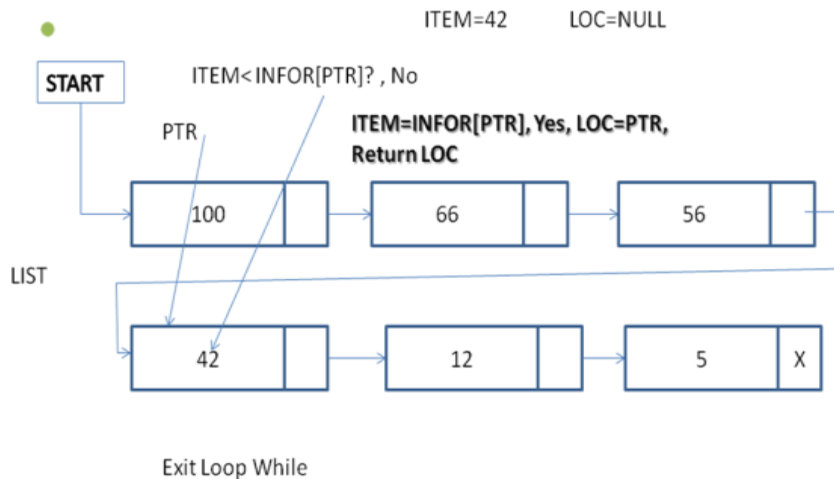 ITEM=42 LOC=NULL
START
ITEM<INFOR[PTR]? , No
PTR
ITEM=INFOR[PTR], Yes, LOC=PTR,
Return LOC
100 66 56
LIST
42 12 5 X
Exit Loop While